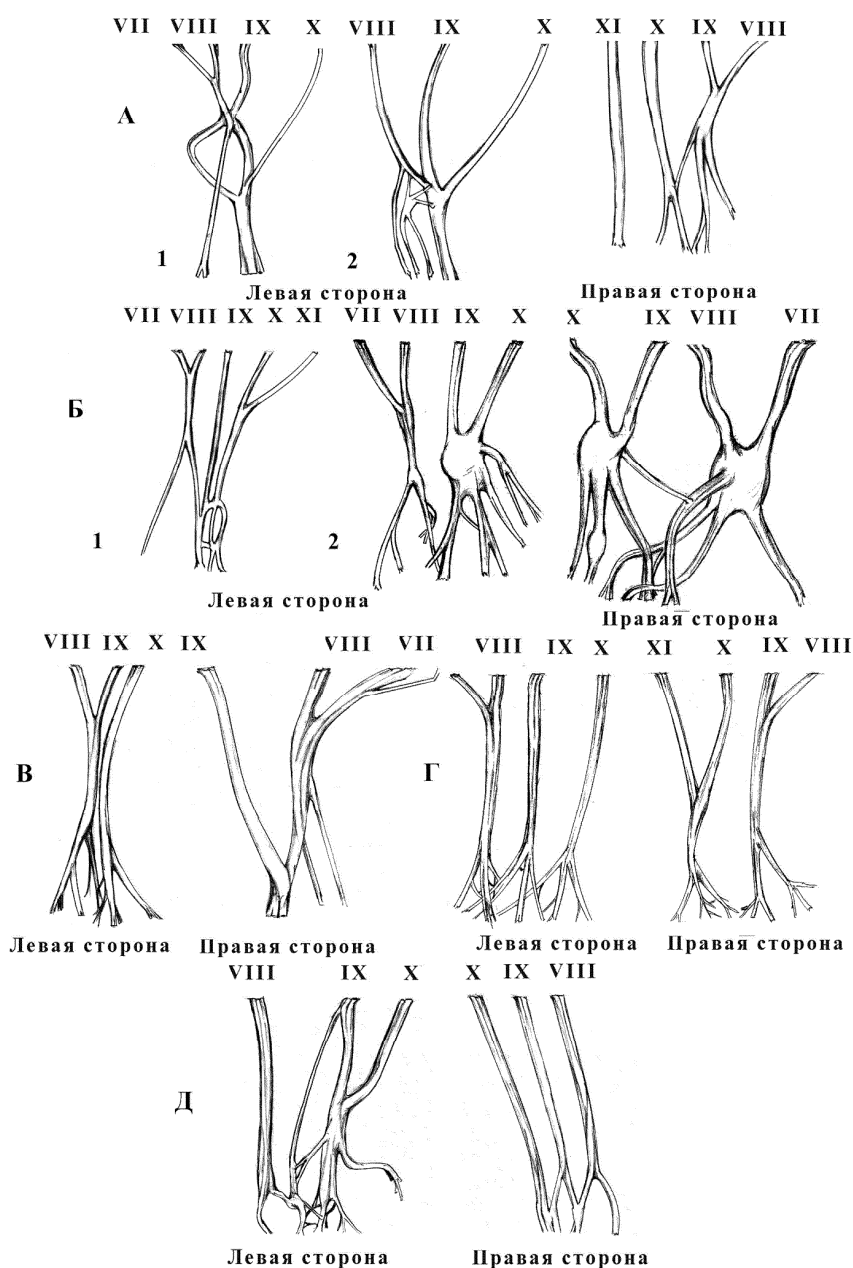 VII VIII IX X VIII IX X XI X IX VIII
А
1 2
Левая сторона Правая сторона
VII VIII IX X XI VII VIII IX X X IX VIII VII
Б
1 2
Левая сторона Правая сторона
VIII IX X IX VIII VII VIII IX X XI X IX VIII
В Г
Левая сторона Правая сторона Левая сторона Правая сторона
VIII IX X X IX VIII
Д
Левая сторона Правая сторона